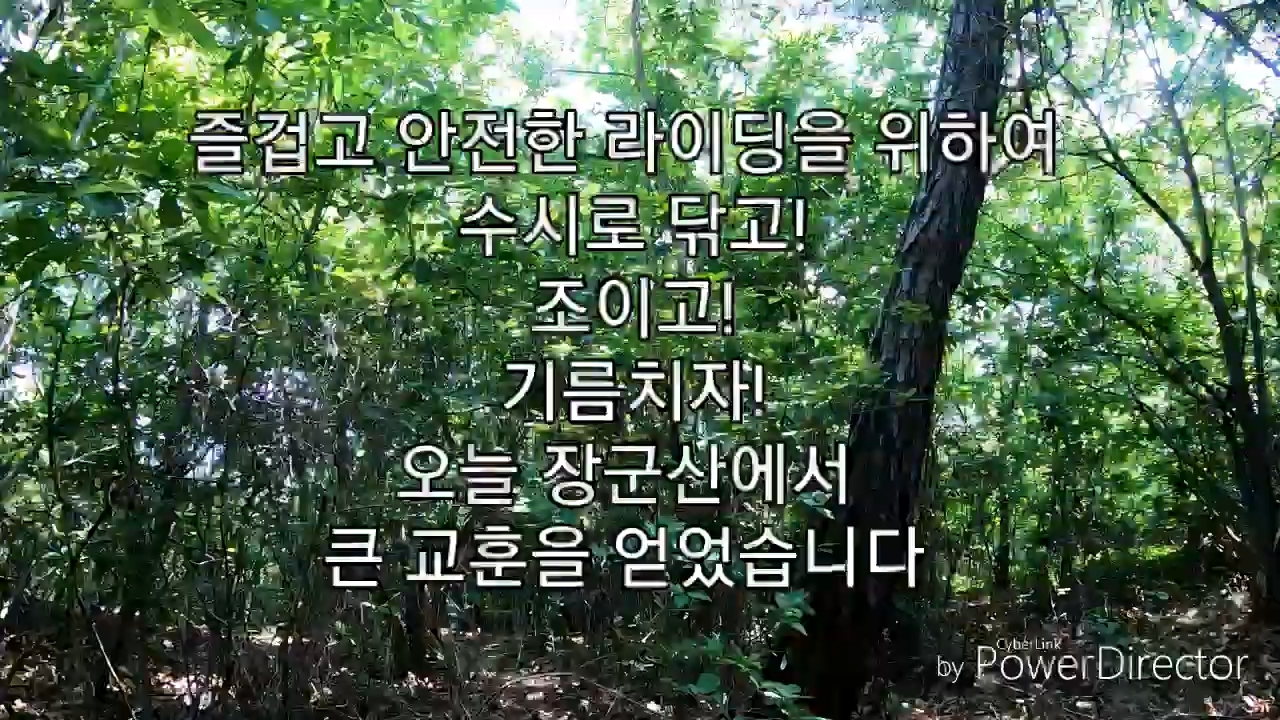 즐겁고 안전한 라이딩을 위하여
수시로 닦고!
조이고!
기름치자!
오늘 장군산에서
큰 교훈을 얻었습니다
CyberLink
by PowerDirector